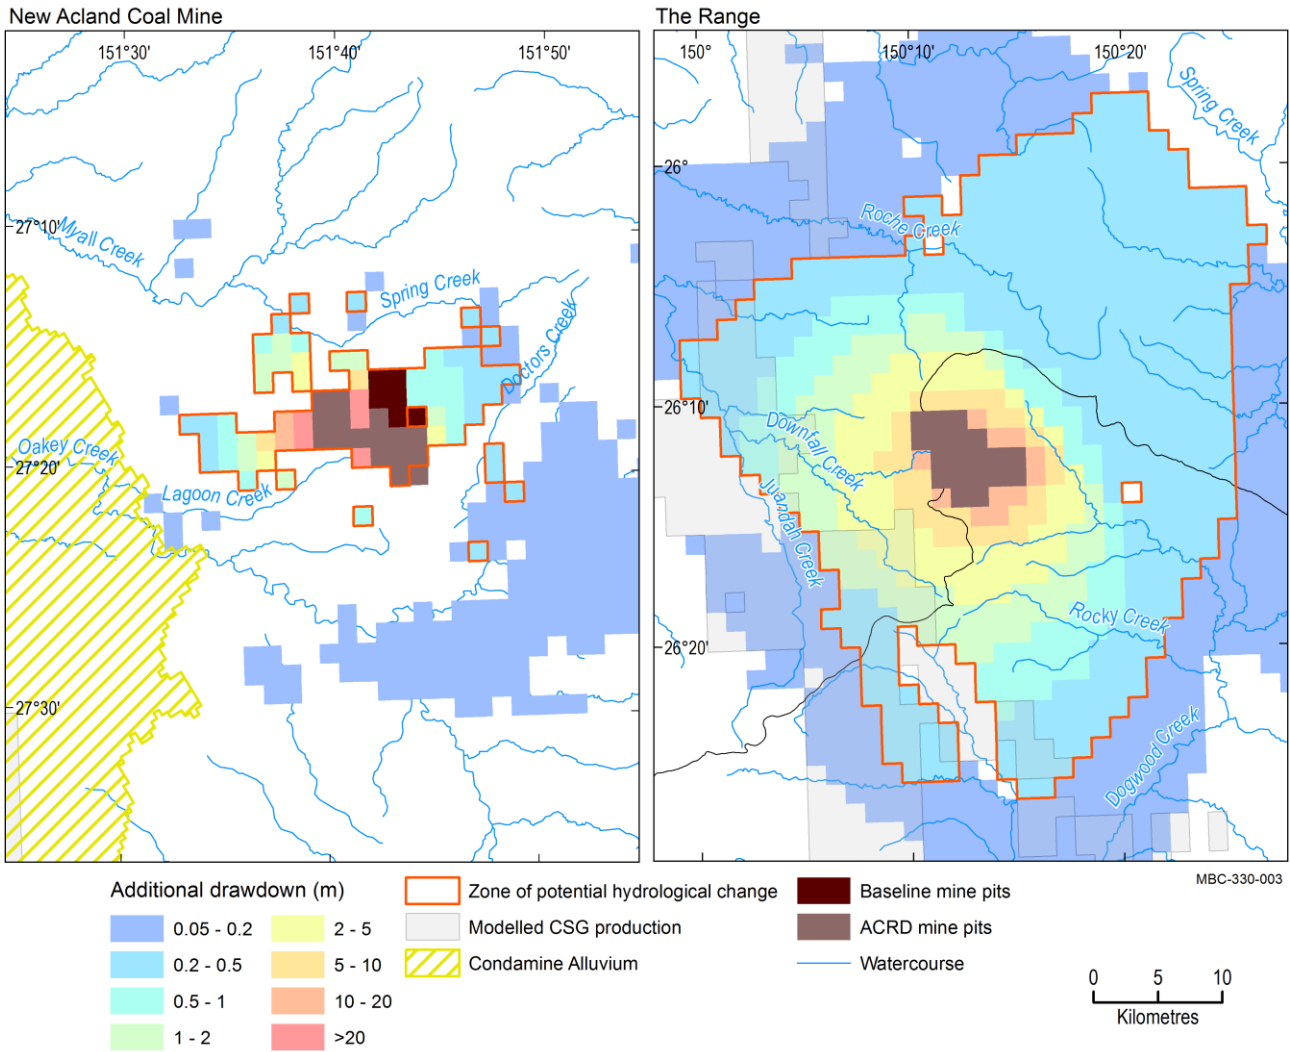 New Acland Coal Mine
The Range
151°30'
151°40'
151°50'
150°
150°10'
150°20'
27°10'
27°20'
27°30'
26°
26°10'
26°20'
Myall Creek
Spring Creek
Doctors Creek
Oakey Creek
Lagoon Creek
Spring Creek
Roche Creek
Downfall Creek
Juandah Creek
Rocky Creek
Dogwood Creek
MBC-330-003
Additional drawdown (m)
0.05 - 0.2
0.2 - 0.5
0.5 - 1
1 - 2
2 - 5
5 - 10
10 - 20
>20
Zone of potential hydrological change
Modelled CSG production
Condamine Alluvium
Baseline mine pits
ACRD mine pits
Watercourse
0 5 10
Kilometres